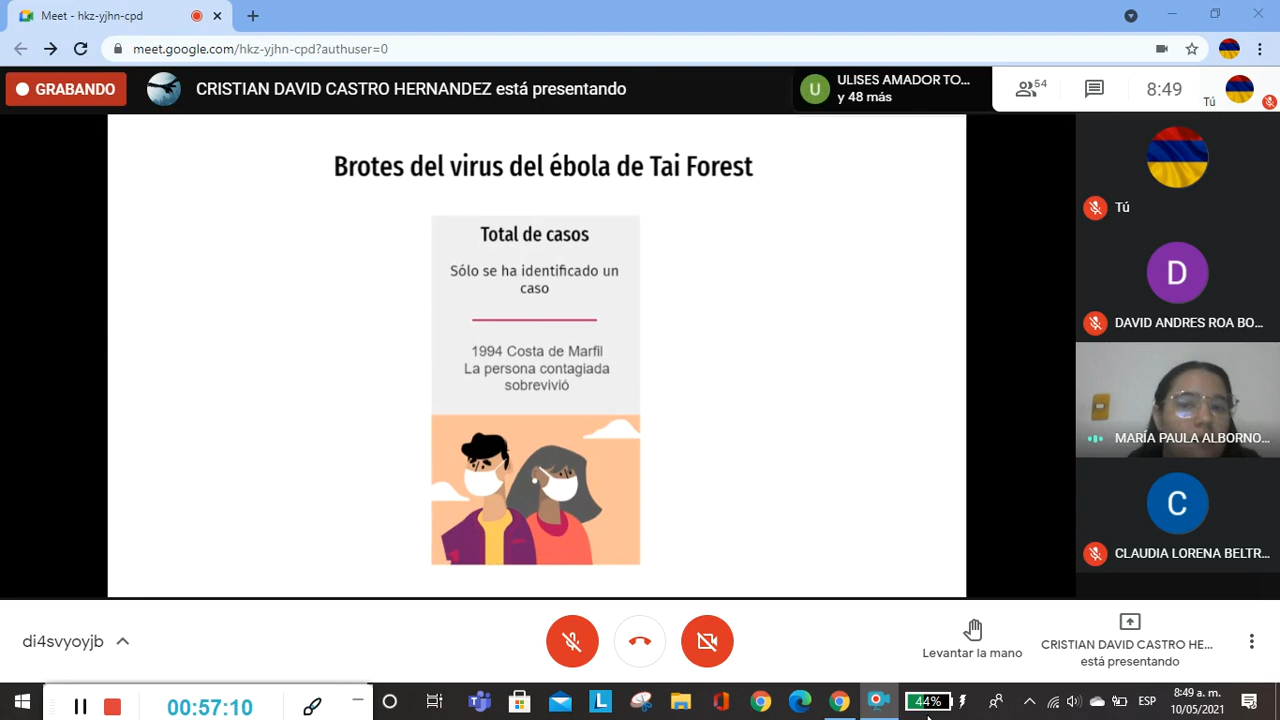 Meet - hkz-yjhn-cpd
meet.google.com/hkz-yjhn-cpd?authuser=0
GRABANDO
CRISTIAN DAVID CASTRO HERNANDEZ está presentando
U
ULISES AMADOR TO...
y 48 más
54
8:49
Tú
Brotes del virus del ébola de Tai Forest
Total de casos
Sólo se ha identificado un
caso
1994 Costa de Marfil
La persona contagiada
sobrevivió
Tú
D
DAVID ANDRES ROA BO...
MARÍA PAULA ALBORNO...
C
CLAUDIA LORENA BELTR...
di4svyoyjb
Levantar la mano
CRISTIAN DAVID CASTRO HE...
está presentando
00:57:10
L
44%
ESP
8:49 a. m.
10/05/2021